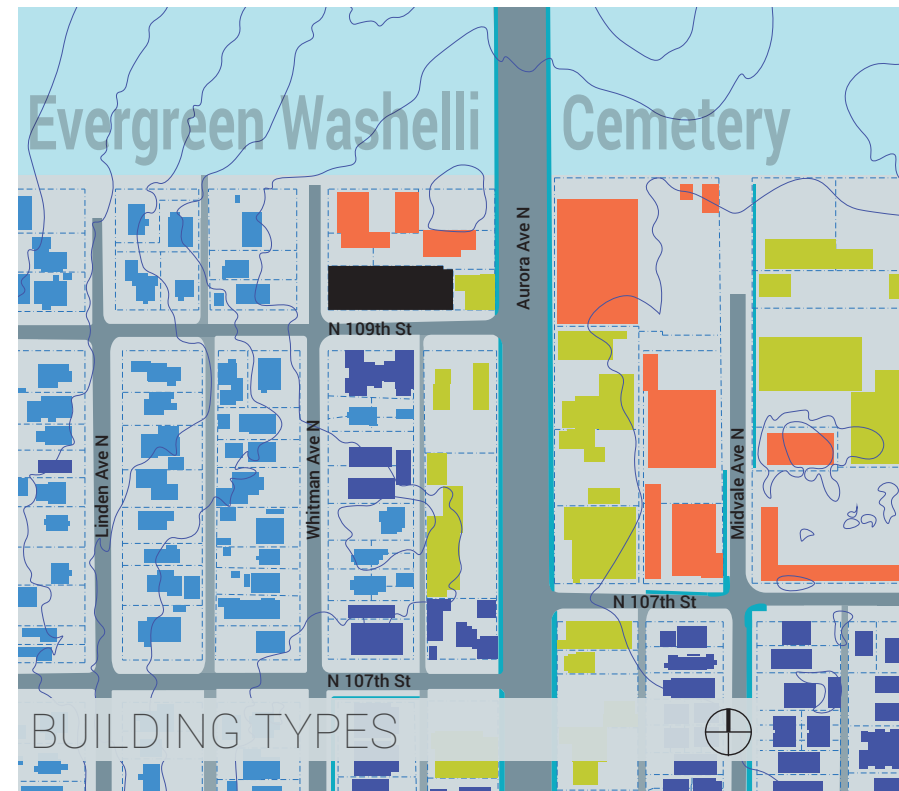 Evergreen Washelli Cemetery
Aurora Ave N
N 109th St
Linden Ave N
Whitman Ave N
Midvale Ave N
N 107th St
N 107th St
BUILDING TYPES